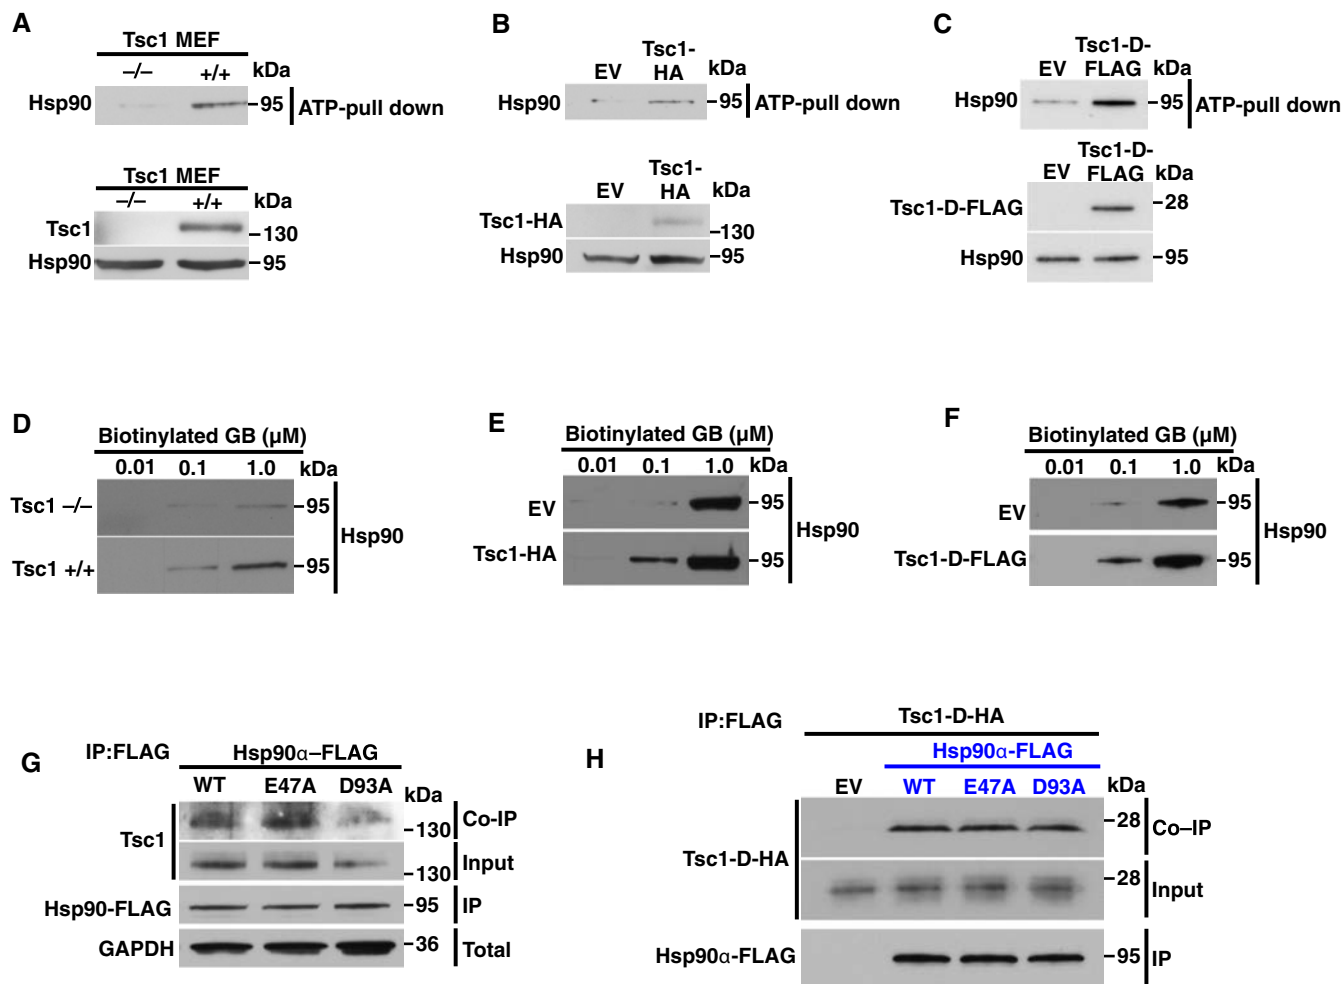 A
Tsc1 MEF
–/– +/+ kDa
Hsp90 95 ATP-pull down
Tsc1 MEF
–/– +/+ kDa
Tsc1 130
Hsp90 95
B
Tsc1-
EV HA kDa
Hsp90 95 ATP-pull down
Tsc1-
EV HA kDa
Tsc1-HA 130
Hsp90 95
C
Tsc1-D-
EV FLAG kDa
Hsp90 95 ATP-pull down
Tsc1-D-
EV FLAG kDa
Tsc1-D-FLAG 28
Hsp90 95
D
Biotinylated GB (µM)
0.01 0.1 1.0 kDa
Tsc1 –/– 95
Hsp90
Tsc1 +/+ 95
E
Biotinylated GB (µM)
0.01 0.1 1.0 kDa
EV 95
Hsp90
Tsc1-HA 95
F
Biotinylated GB (µM)
0.01 0.1 1.0 kDa
EV 95
Hsp90
Tsc1-D-FLAG 95
G
IP:FLAG Hsp90α–FLAG
WT E47A D93A kDa
Tsc1 130 Co-IP
130 Input
Hsp90-FLAG 95 IP
GAPDH 36 Total
H
IP:FLAG Tsc1-D-HA
Hsp90α-FLAG
EV WT E47A D93A kDa
Tsc1-D-HA 28 Co–IP
28 Input
Hsp90α-FLAG 95 IP